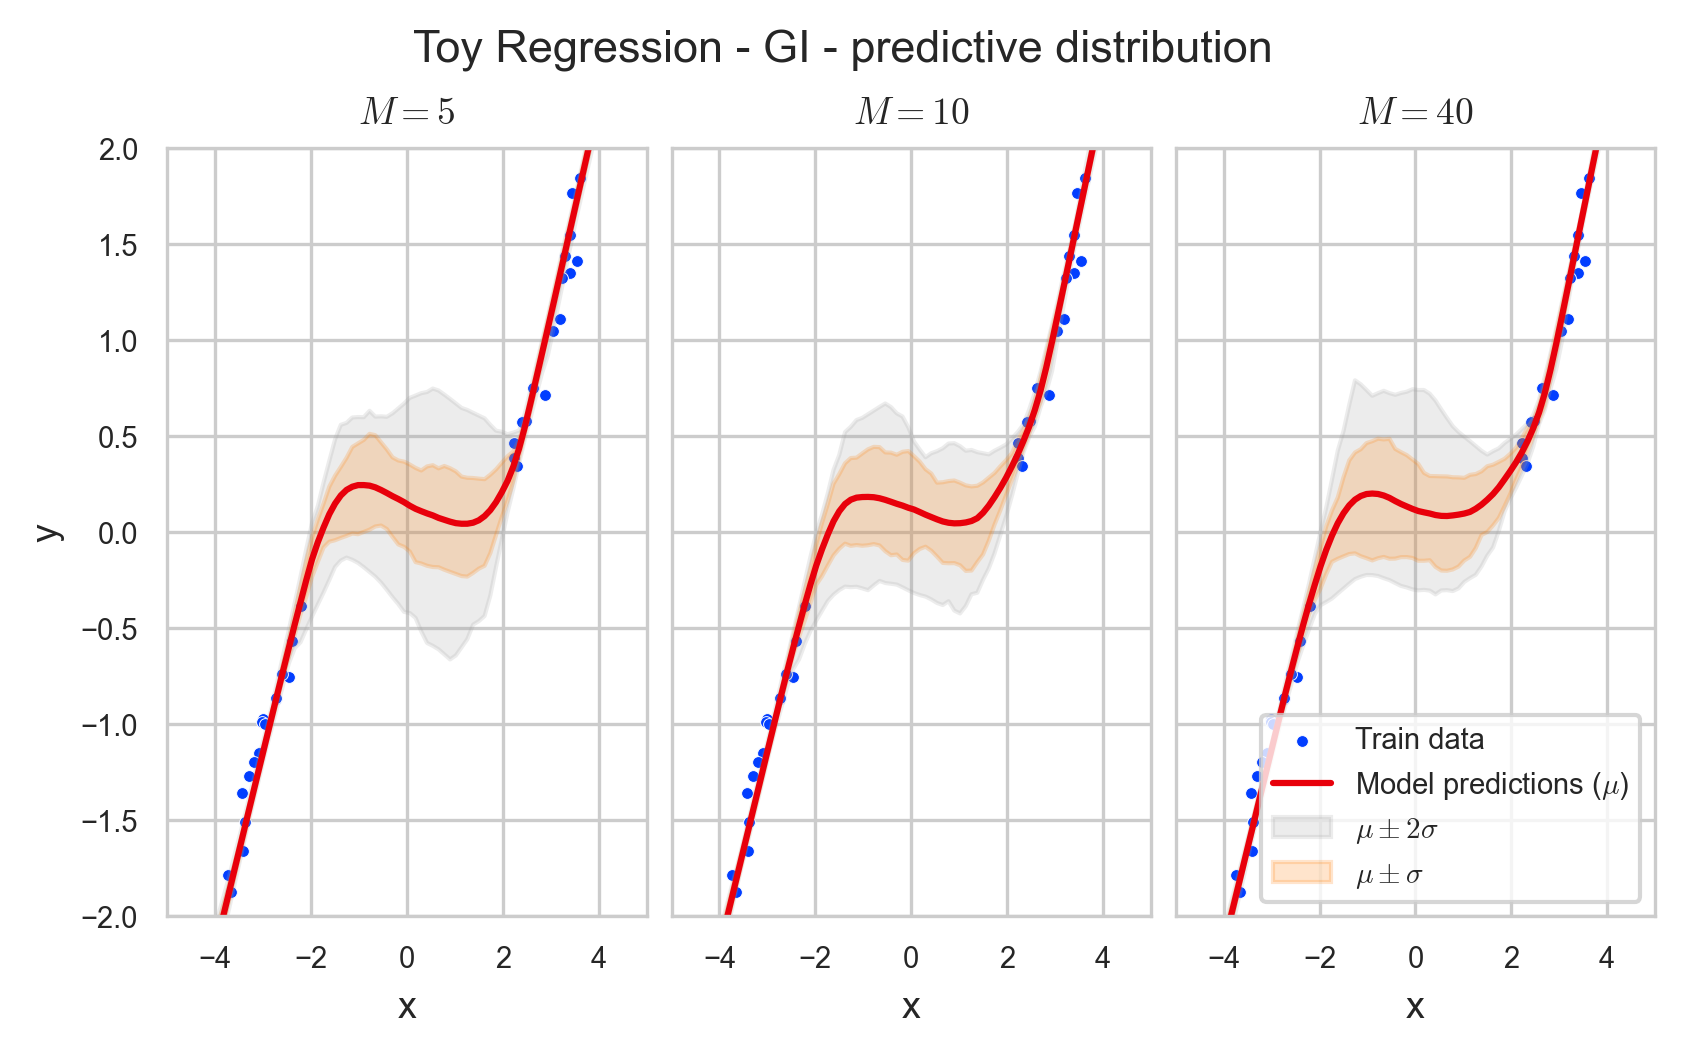 Toy Regression - GI - predictive distribution
M = 5 M = 10 M = 40
2.0
1.5
1.0
0.5
0.0
−0.5
−1.0
−1.5
−2.0
y
Train data
Model predictions (μ)
μ ± 2σ
μ ± σ
−4 −2 0 2 4 −4 −2 0 2 4 −4 −2 0 2 4
x x x